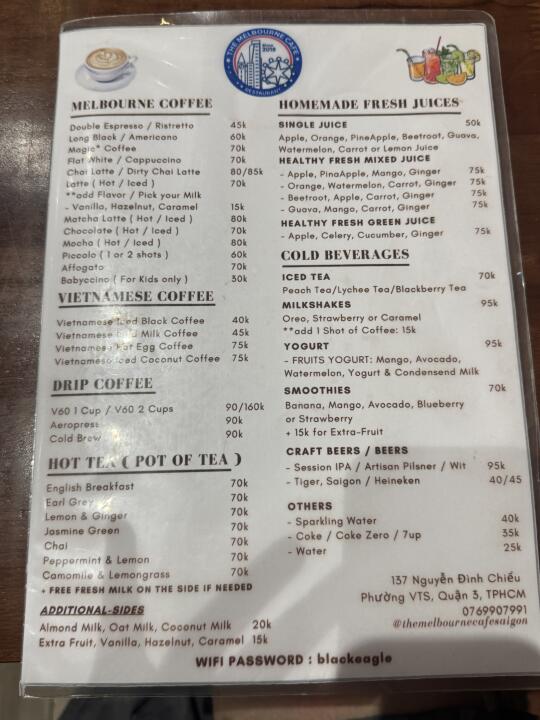 THE MELBOURNE CAFE
Since
2019
RESTAURANT
MELBOURNE COFFEE
Double Espresso / Ristretto 45k
Long Black / Americano 60k
Magic* Coffee 70k
Flat White / Cappuccino 70k
Chai Latte / Dirty Chai Latte 80/85k
Latte ( Hot / Iced ) 70k
**add Flavor / Pick your Milk
- Vanilla, Hazelnut, Caramel 15k
Matcha Latte ( Hot / Iced ) 80k
Chocolate ( Hot / Iced ) 70k
Mocha ( Hot / Iced ) 80k
Piccolo ( 1 or 2 shots ) 60k
Affogato 70k
Babyccino ( For Kids only ) 30k
VIETNAMESE COFFEE
Vietnamese Iced Black Coffee 40k
Vietnamese Iced Milk Coffee 45k
Vietnamese Hot Egg Coffee 75k
Vietnamese Iced Coconut Coffee 75k
DRIP COFFEE
V60 1 Cup / V60 2 Cups 90/160k
Aeropress 90k
Cold Brew 90k
HOT TEA ( POT OF TEA )
English Breakfast 70k
Earl Grey 70k
Lemon & Ginger 70k
Jasmine Green 70k
Chai 70k
Peppermint & Lemon 70k
Camomile & Lemongrass 70k
+ FREE FRESH MILK ON THE SIDE IF NEEDED
ADDITIONAL-SIDES
Almond Milk, Oat Milk, Coconut Milk 20k
Extra Fruit, Vanilla, Hazelnut, Caramel 15k
HOMEMADE FRESH JUICES
SINGLE JUICE 50k
Apple, Orange, PineApple, Beetroot, Guava,
Watermelon, Carrot or Lemon Juice
HEALTHY FRESH MIXED JUICE
- Apple, PinaApple, Mango, Ginger 75k
- Orange, Watermelon, Carrot, Ginger 75k
- Beetroot, Apple, Carrot, Ginger 75k
- Guava, Mango, Carrot, Ginger 75k
HEALTHY FRESH GREEN JUICE
- Apple, Celery, Cucumber, Ginger 75k
COLD BEVERAGES
ICED TEA 70k
Peach Tea/Lychee Tea/Blackberry Tea
MILKSHAKES 95k
Oreo, Strawberry or Caramel
**add 1 Shot of Coffee: 15k
YOGURT 95k
- FRUITS YOGURT: Mango, Avocado,
Watermelon, Yogurt & Condensend Milk
SMOOTHIES 70k
Banana, Mango, Avocado, Blueberry
or Strawberry
+ 15k for Extra-Fruit
CRAFT BEERS / BEERS
- Session IPA / Artisan Pilsner / Wit 95k
- Tiger, Saigon / Heineken 40/45
OTHERS
- Sparkling Water 40k
- Coke / Coke Zero / 7up 35k
- Water 25k
137 Nguyễn Đình Chiểu
Phường VTS, Quận 3, TPHCM
0769907991
@themelbournecafesaigon
WIFI PASSWORD : blackeagle